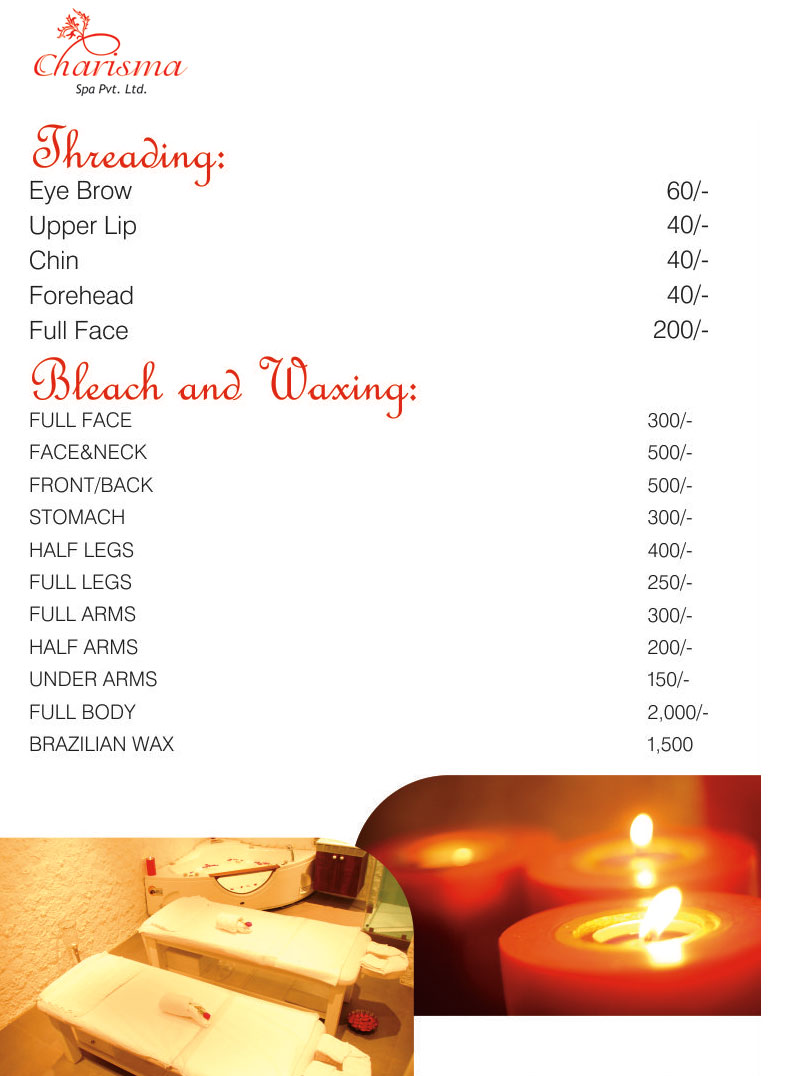 Charisma
Spa Pvt. Ltd.
Threading:
Eye Brow 60/-
Upper Lip 40/-
Chin 40/-
Forehead 40/-
Full Face 200/-
Bleach and Waxing:
FULL FACE 300/-
FACE&NECK 500/-
FRONT/BACK 500/-
STOMACH 300/-
HALF LEGS 400/-
FULL LEGS 250/-
FULL ARMS 300/-
HALF ARMS 200/-
UNDER ARMS 150/-
FULL BODY 2,000/-
BRAZILIAN WAX 1,500